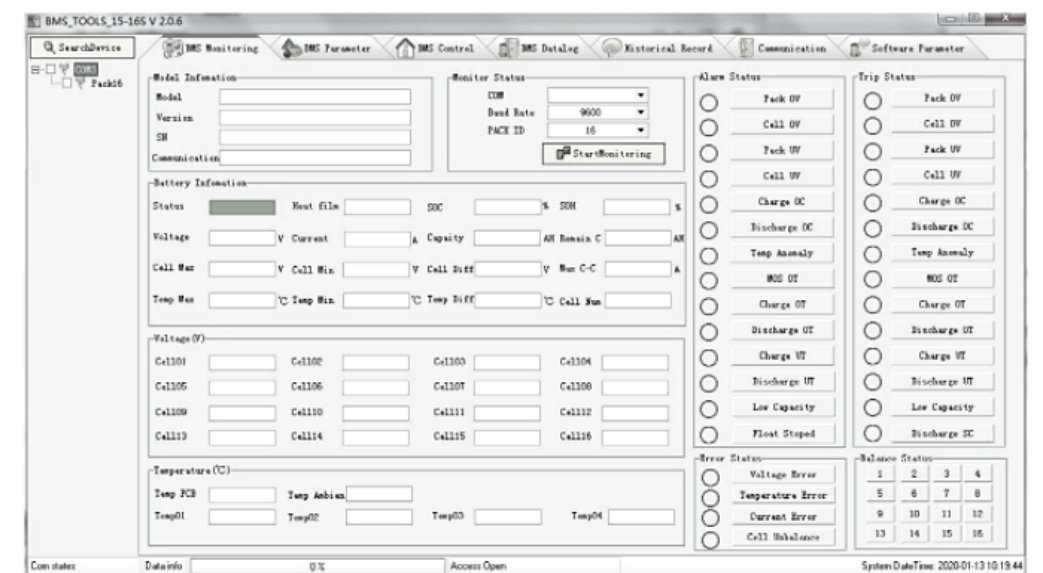 BMS_TOOLS_15-16S V 2.0.6
SearchDevice
BMS Monitoring
BMS Parameter
BMS Control
BMS Datalog
Historical Record
Communication
Software Parameter
COM3
Pack16
Model Infomation
Model
Version
SN
Communication
Monitor Status
COM
Baud Rate 9600
PACK ID 16
StartMonitering
Battery Infomation
Status Heat film SOC % SOH %
Voltage V Current A Capaity AH Remain C AH
Cell Max V Cell Min V Cell Diff V Max C-C A
Temp Max ℃ Temp Min ℃ Temp Diff ℃ Cell Num
Voltage(V)
Cell01 Cell02 Cell03 Cell04
Cell05 Cell06 Cell07 Cell08
Cell09 Cell10 Cell11 Cell12
Cell13 Cell14 Cell15 Cell16
Temperature(℃)
Temp PCB Temp Ambien
Temp01 Temp02 Temp03 Temp04
Alarm Status
Pack OV
Cell OV
Pack UV
Cell UV
Charge OC
Discharge OC
Temp Anomaly
MOS OT
Charge OT
Discharge OT
Charge UT
Discharge UT
Low Capacity
Float Stoped
Trip Status
Pack OV
Cell OV
Pack UV
Cell UV
Charge OC
Discharge OC
Temp Anomaly
MOS OT
Charge OT
Discharge OT
Charge UT
Discharge UT
Low Capacity
Discharge SC
Error Status
Voltage Error
Temperature Error
Current Error
Cell Unbalance
Balance Status
1 2 3 4
5 6 7 8
9 10 11 12
13 14 15 16
Com states
Data info
0%
Access Open
System DateTime: 2020-01-13 10:19:44